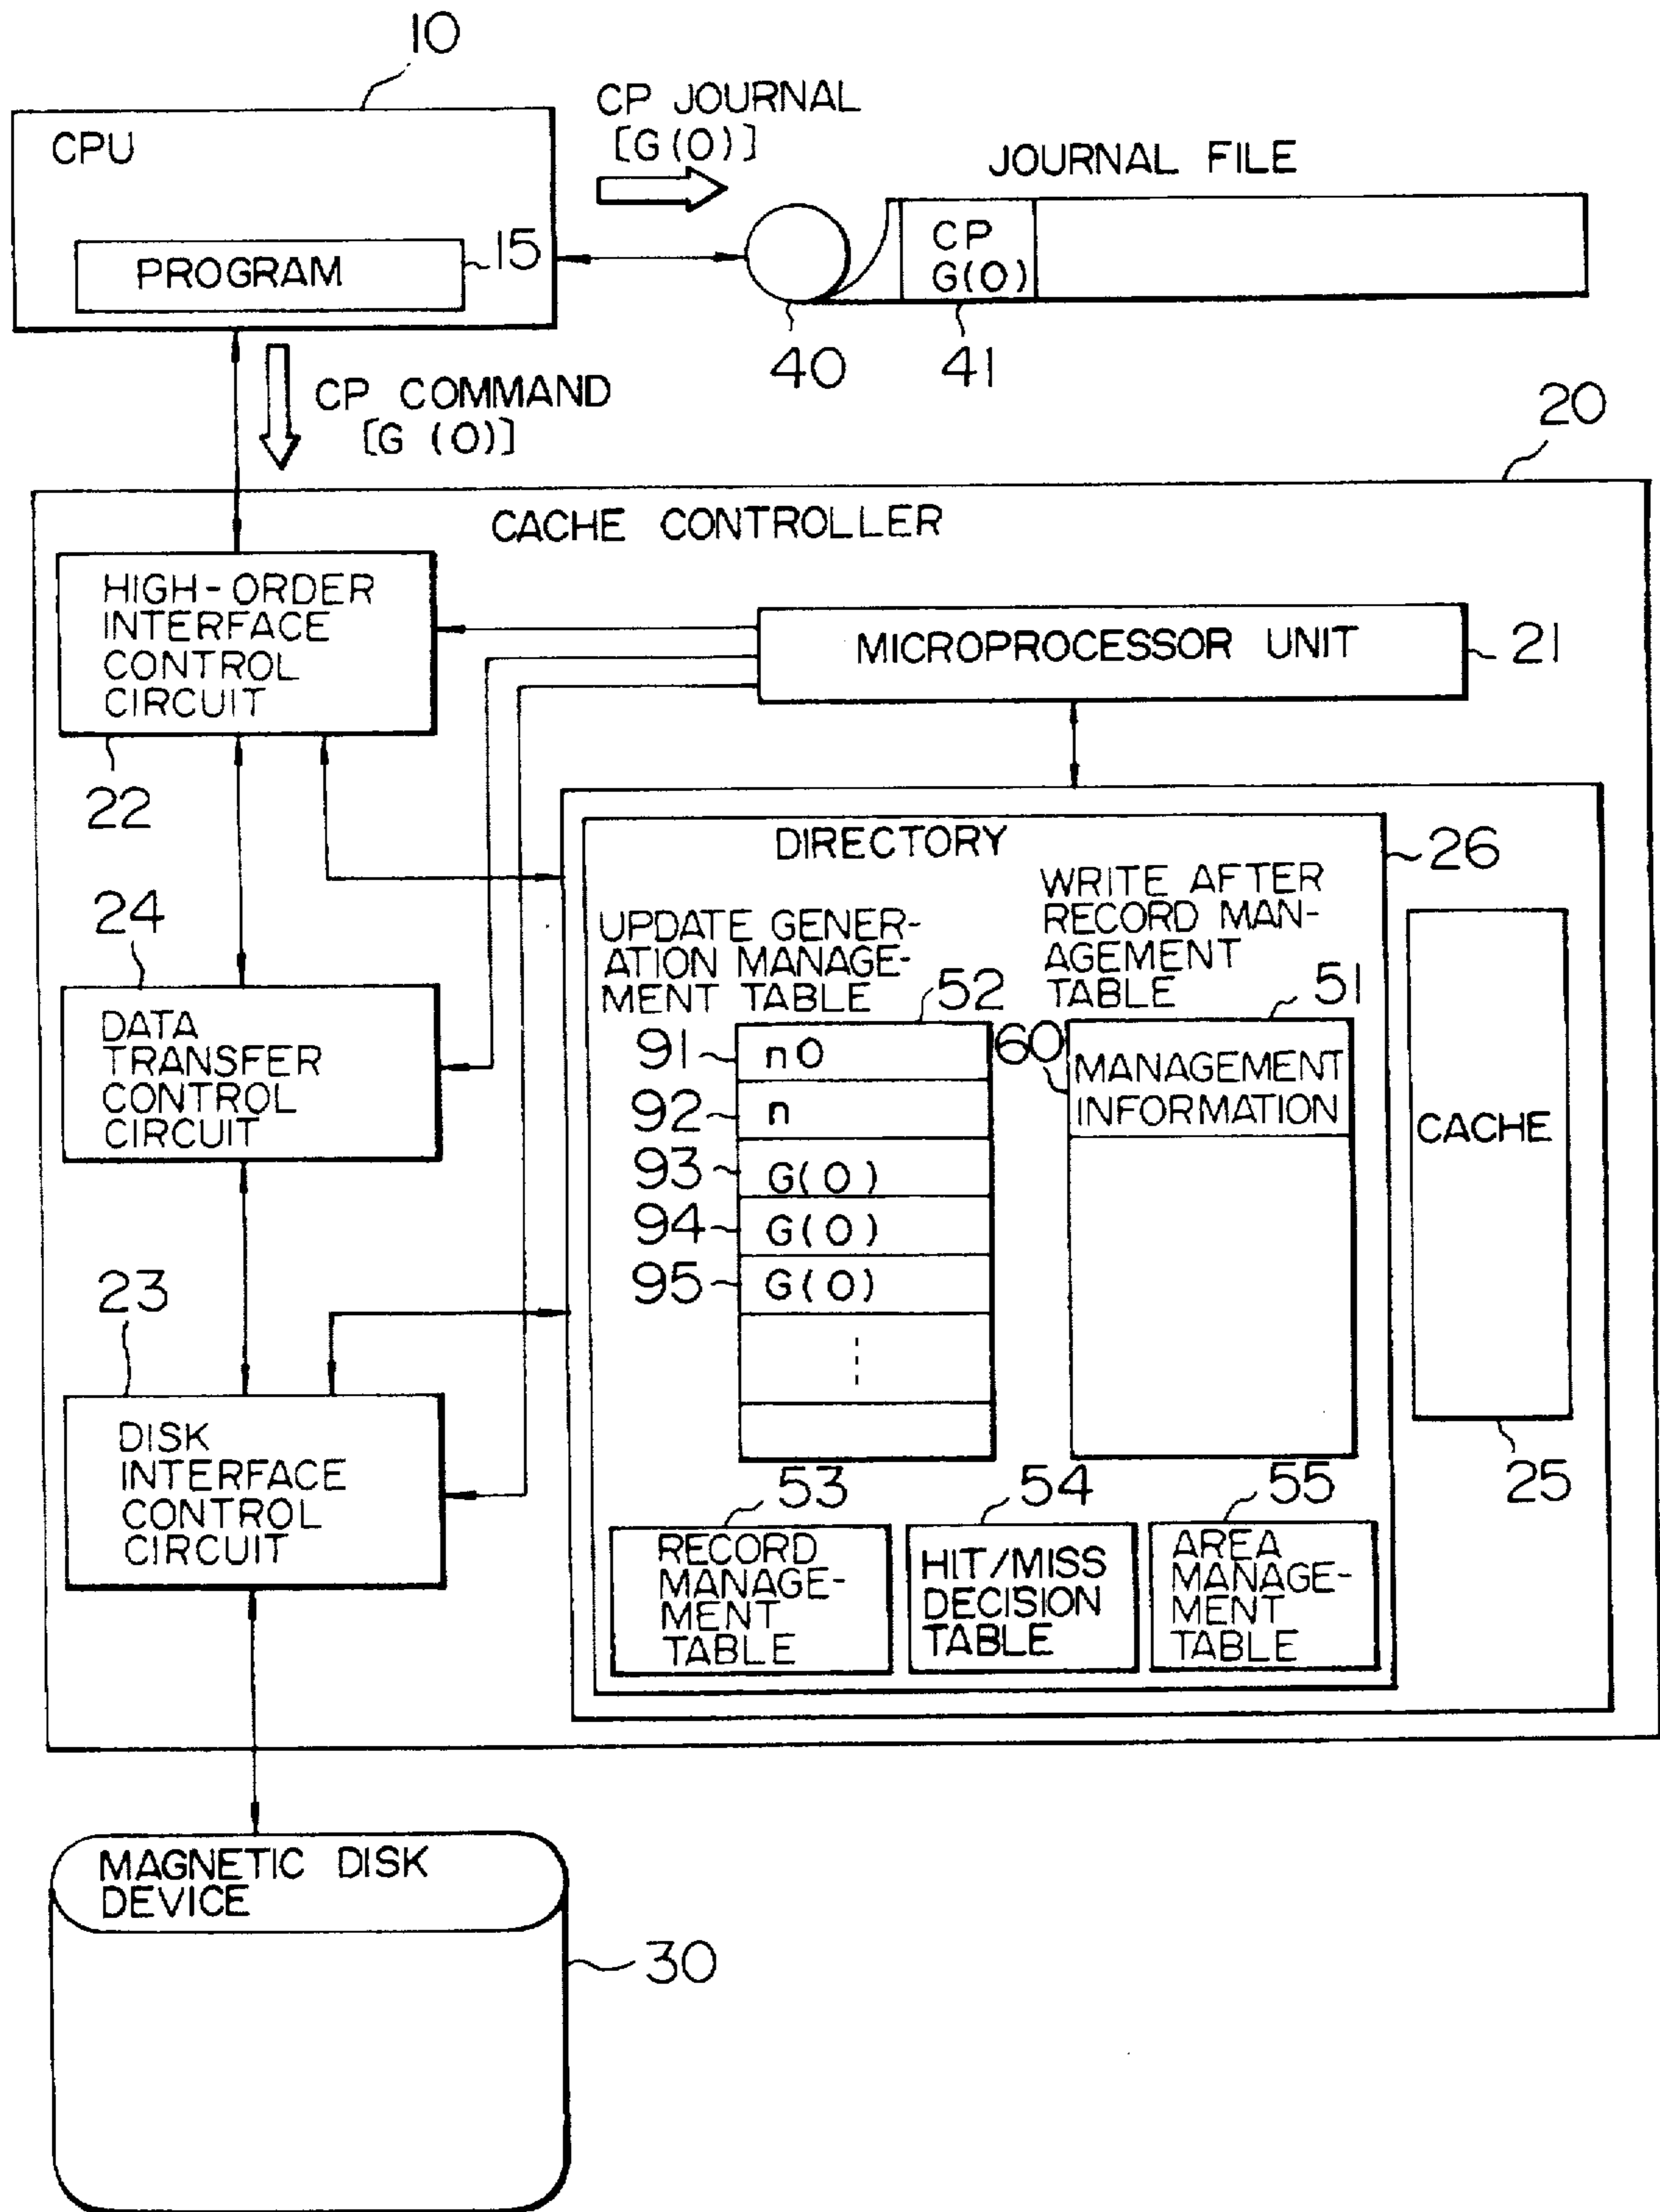 10
CPU
PROGRAM
15
CP JOURNAL
[G(0)]
JOURNAL FILE
CP
G(0)
40
41
CP COMMAND
[G (0)]
20
CACHE CONTROLLER
HIGH-ORDER
INTERFACE
CONTROL
CIRCUIT
22
MICROPROCESSOR UNIT
21
DIRECTORY
26
UPDATE GENER-
ATION MANAGE-
MENT TABLE
52
WRITE AFTER
RECORD MAN-
AGEMENT
TABLE
51
24
DATA
TRANSFER
CONTROL
CIRCUIT
91
n0
92
n
93
G(0)
94
G(0)
95
G(0)
60
MANAGEMENT
INFORMATION
CACHE
25
23
DISK
INTERFACE
CONTROL
CIRCUIT
53
RECORD
MANAGE-
MENT
TABLE
54
HIT/MISS
DECISION
TABLE
55
AREA
MANAGE-
MENT
TABLE
MAGNETIC DISK
DEVICE
30